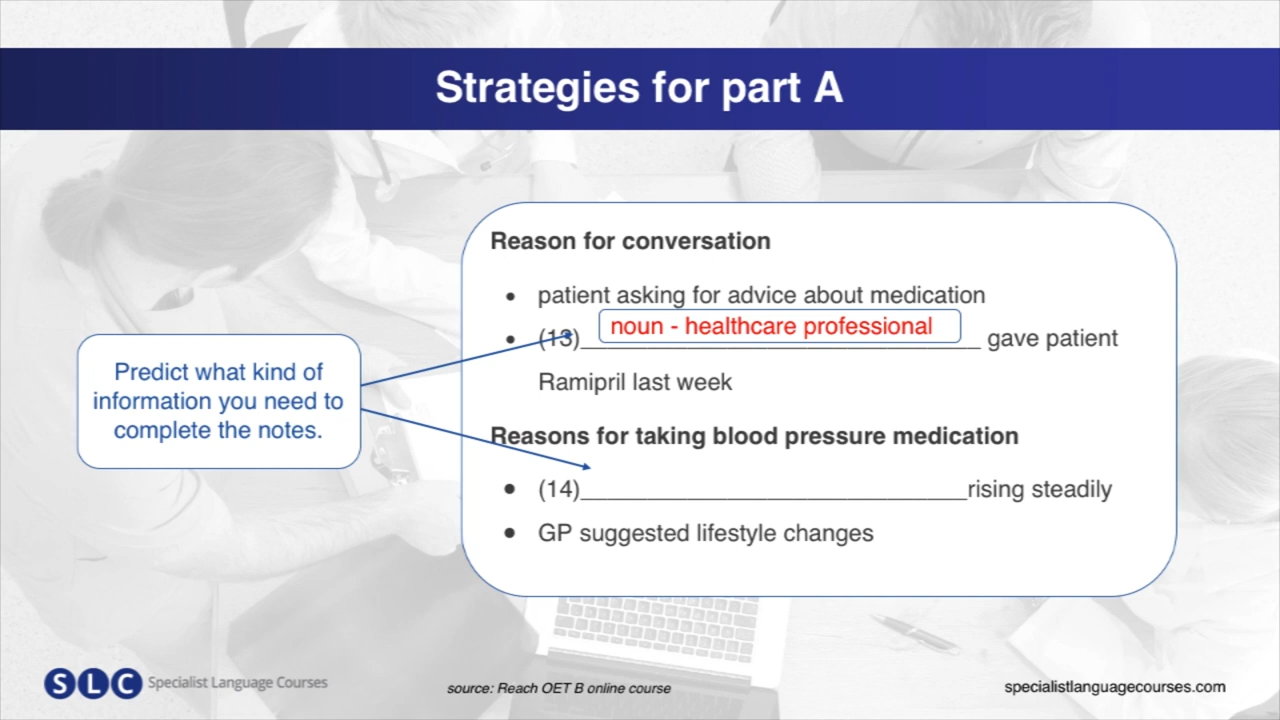 Strategies for part A
Reason for conversation
• patient asking for advice about medication
noun - healthcare professional
• (13)______________________________ gave patient
Ramipril last week
Predict what kind of
information you need to
complete the notes.
Reasons for taking blood pressure medication
• (14)______________________________rising steadily
• GP suggested lifestyle changes
SLC Specialist Language Courses
source: Reach OET B online course
specialistlanguagecourses.com